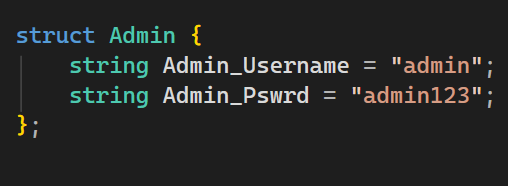 struct Admin {
    string Admin_Username = "admin";
    string Admin_Pswrd = "admin123";
};